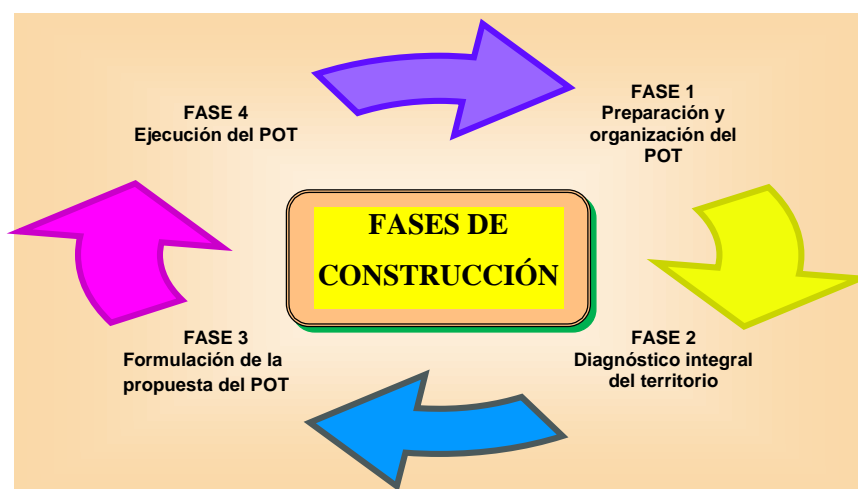 FASE 1
Preparación y
organización del
POT
FASE 4
Ejecución del POT
FASES DE
CONSTRUCCIÓN
FASE 3
Formulación de la
propuesta del POT
FASE 2
Diagnóstico integral
del territorio